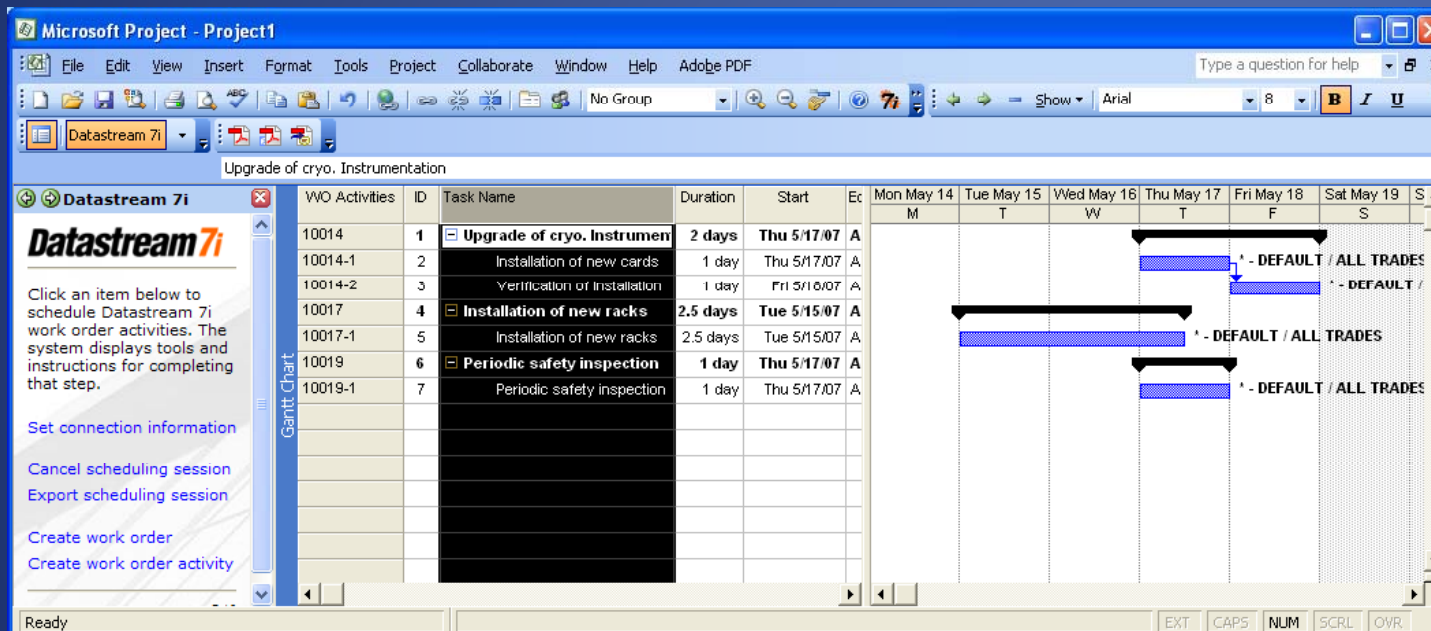 Microsoft Project - Project1
File Edit View Insert Format Tools Project Collaborate Window Help Adobe PDF Type a question for help
ABC No Group 7i Show Arial 8 B I U
Datastream 7i
Upgrade of cryo. Instrumentation
Datastream 7i
Datastream7i
Click an item below to
schedule Datastream 7i
work order activities. The
system displays tools and
instructions for completing
that step.
Set connection information
Cancel scheduling session
Export scheduling session
Create work order
Create work order activity
Gantt Chart
WO Activities ID Task Name Duration Start Mon May 14 Tue May 15 Wed May 16 Thu May 17 Fri May 18 Sat May 19 S
M T W T F S
10014 1 Upgrade of cryo. Instrumen 2 days Thu 5/17/07 A
10014-1 2 Installation of new cards 1 day Thu 5/17/07 A * - DEFAULT / ALL TRADES
10014-2 3 Verification of Installation 1 day Fri 5/18/07 A * - DEFAULT /
10017 4 Installation of new racks 2.5 days Tue 5/15/07 A
10017-1 5 Installation of new racks 2.5 days Tue 5/15/07 A * - DEFAULT / ALL TRADES
10019 6 Periodic safety inspection 1 day Thu 5/17/07 A
10019-1 7 Periodic safety inspection 1 day Thu 5/17/07 A * - DEFAULT / ALL TRADES
Ready EXT CAPS NUM SCRL OVR